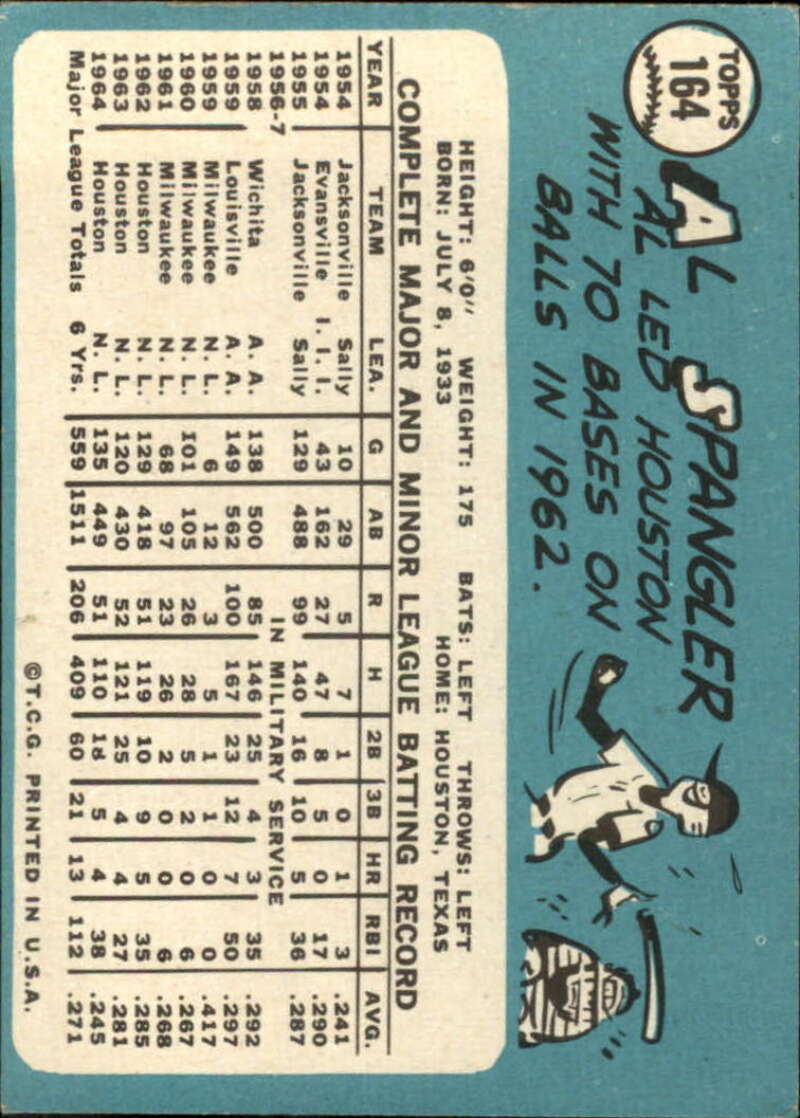 TOPPS
164
AL SPANGLER
AL LED HOUSTON
WITH 70 BASES ON
BALLS IN 1962.
HEIGHT: 6'0" WEIGHT: 175 BATS: LEFT THROWS: LEFT
BORN: JULY 8, 1933 HOME: HOUSTON, TEXAS
COMPLETE MAJOR AND MINOR LEAGUE BATTING RECORD
YEAR TEAM LEA. G AB R H 2B 3B HR RBI AVG.
1954 Jacksonville Sally 10 29 5 7 1 0 1 3 .241
1954 Evansville I. I. I. 43 162 27 47 8 5 0 17 .290
1955 Jacksonville Sally 129 488 99 140 16 10 5 36 .287
1956-7 IN MILITARY SERVICE
1958 Wichita A. A. 138 500 85 146 25 4 3 35 .292
1959 Louisville A. A. 149 562 100 167 23 12 7 50 .297
1959 Milwaukee N. L. 6 12 3 5 1 1 0 0 .417
1960 Milwaukee N. L. 101 105 26 28 5 2 0 6 .267
1961 Milwaukee N. L. 68 97 23 26 2 0 0 6 .268
1962 Houston N. L. 129 418 51 119 10 9 5 35 .285
1963 Houston N. L. 120 430 52 121 25 4 4 27 .281
1964 Houston N. L. 135 449 51 110 18 5 4 38 .245
Major League Totals 6 Yrs. 559 1511 206 409 60 21 13 112 .271
©T.C.G. PRINTED IN U.S.A.